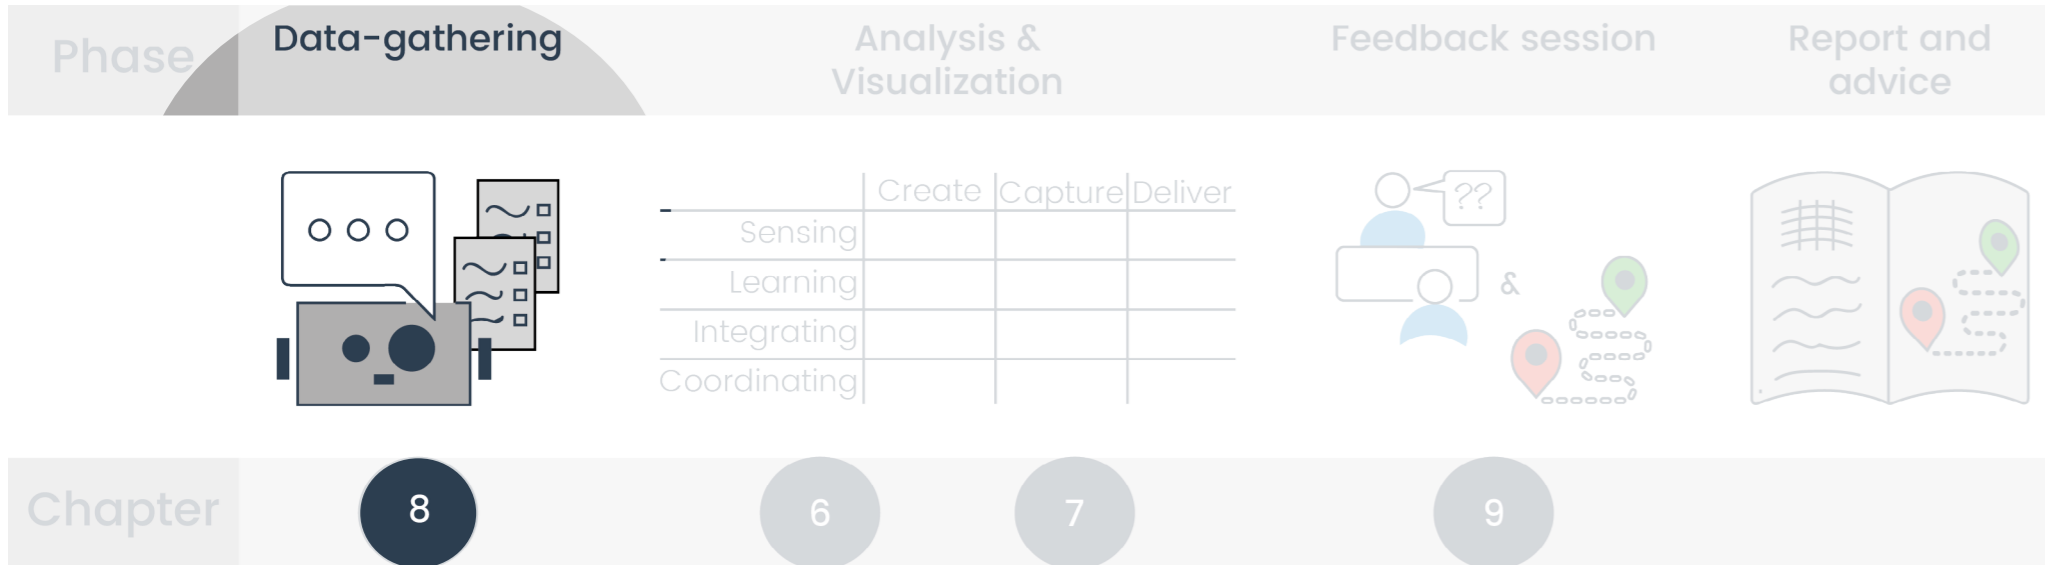 Phase
Data-gathering
Analysis &
Visualization
Feedback session
Report and
advice
Create Capture Deliver
Sensing
Learning
Integrating
Coordinating
??
&
Chapter
8
6
7
9